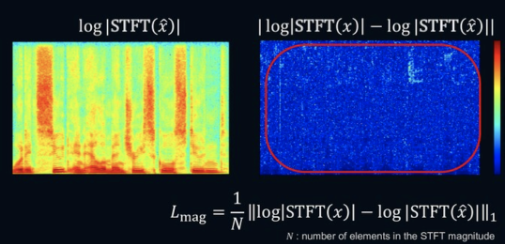 log |STFT(x̂)|
| log|STFT(x)| − log|STFT(x̂)||
L_mag = 1/N ‖log|STFT(x)| − log |STFT(x̂)|‖₁
N : number of elements in the STFT magnitude